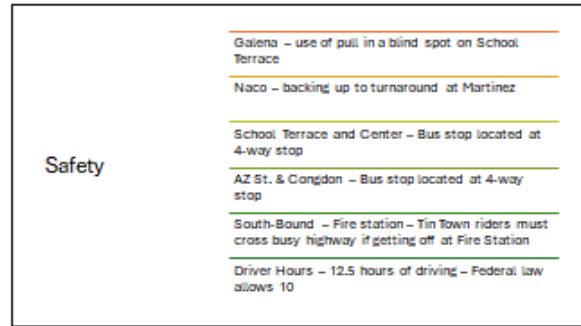 Safety
Galena – use of pull in a blind spot on School
Terrace
Naco – backing up to turnaround at Martinez
School Terrace and Center – Bus stop located at
4-way stop
AZ St. & Congdon – Bus stop located at 4-way
stop
South-Bound – Fire station – Tin Town riders must
cross busy highway if getting off at Fire Station
Driver Hours – 12.5 hours of driving – Federal law
allows 10